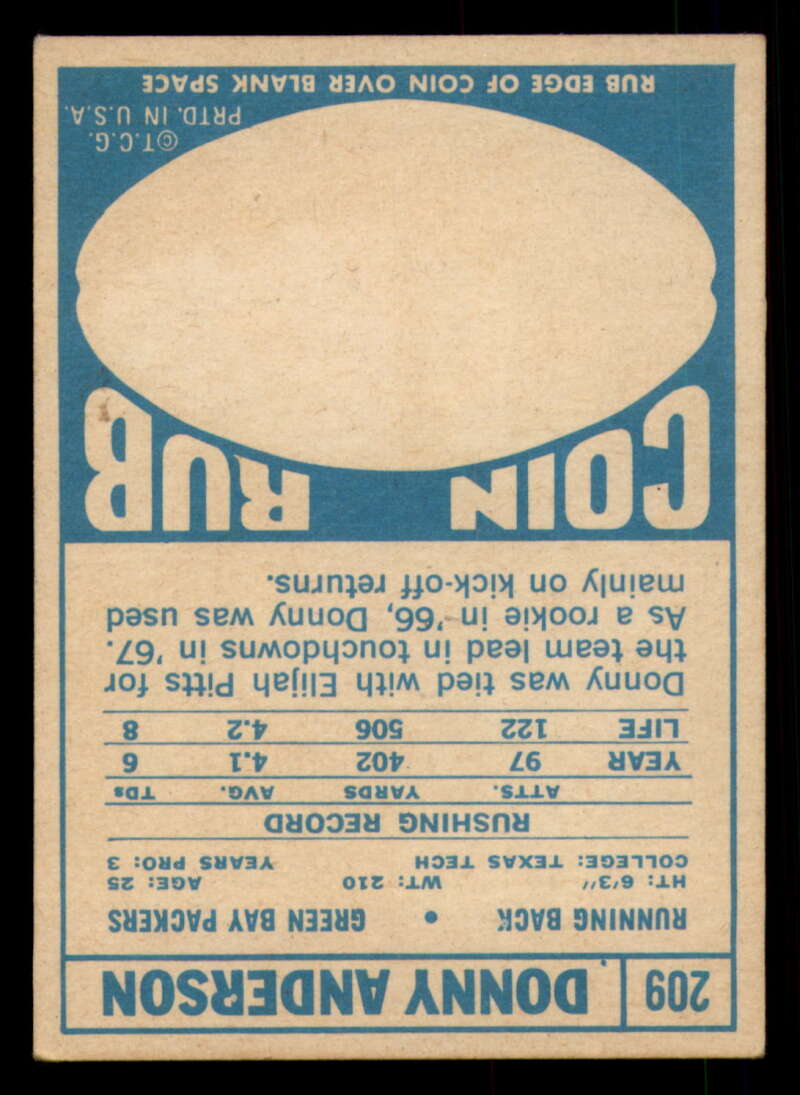 209 DONNY ANDERSON
RUNNING BACK • GREEN BAY PACKERS
HT: 6'3" WT: 210 AGE: 25
COLLEGE: TEXAS TECH YEARS PRO: 3
RUSHING RECORD
ATTS. YARDS AVG. TDs
YEAR 97 402 4.1 6
LIFE 122 506 4.2 8
Donny was tied with Elijah Pitts for
the team lead in touchdowns in '67.
As a rookie in '66, Donny was used
mainly on kick-off returns.
COIN RUB
©T.C.G.
PRTD. IN U.S.A.
RUB EDGE OF COIN OVER BLANK SPACE